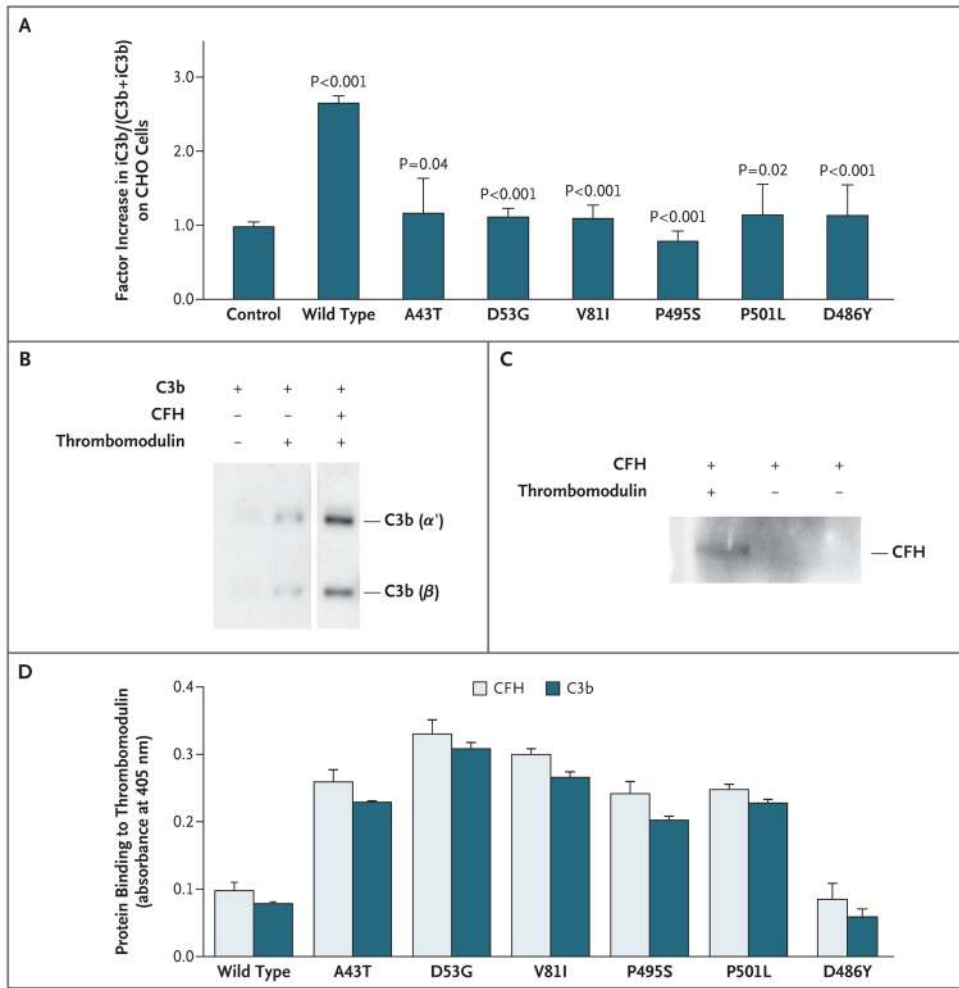 A
Factor Increase in iC3b/(C3b+iC3b)
on CHO Cells
3.0
2.0
1.0
0.0
P<0.001
P=0.04
P<0.001
P<0.001
P<0.001
P=0.02
P<0.001
Control Wild Type A43T D53G V81I P495S P501L D486Y
B
C3b + + +
CFH – – +
Thrombomodulin – + +
C3b (α')
C3b (β)
C
CFH + + +
Thrombomodulin + – –
CFH
D
Protein Binding to Thrombomodulin
(absorbance at 405 nm)
0.4
0.3
0.2
0.1
0.0
CFH C3b
Wild Type A43T D53G V81I P495S P501L D486Y